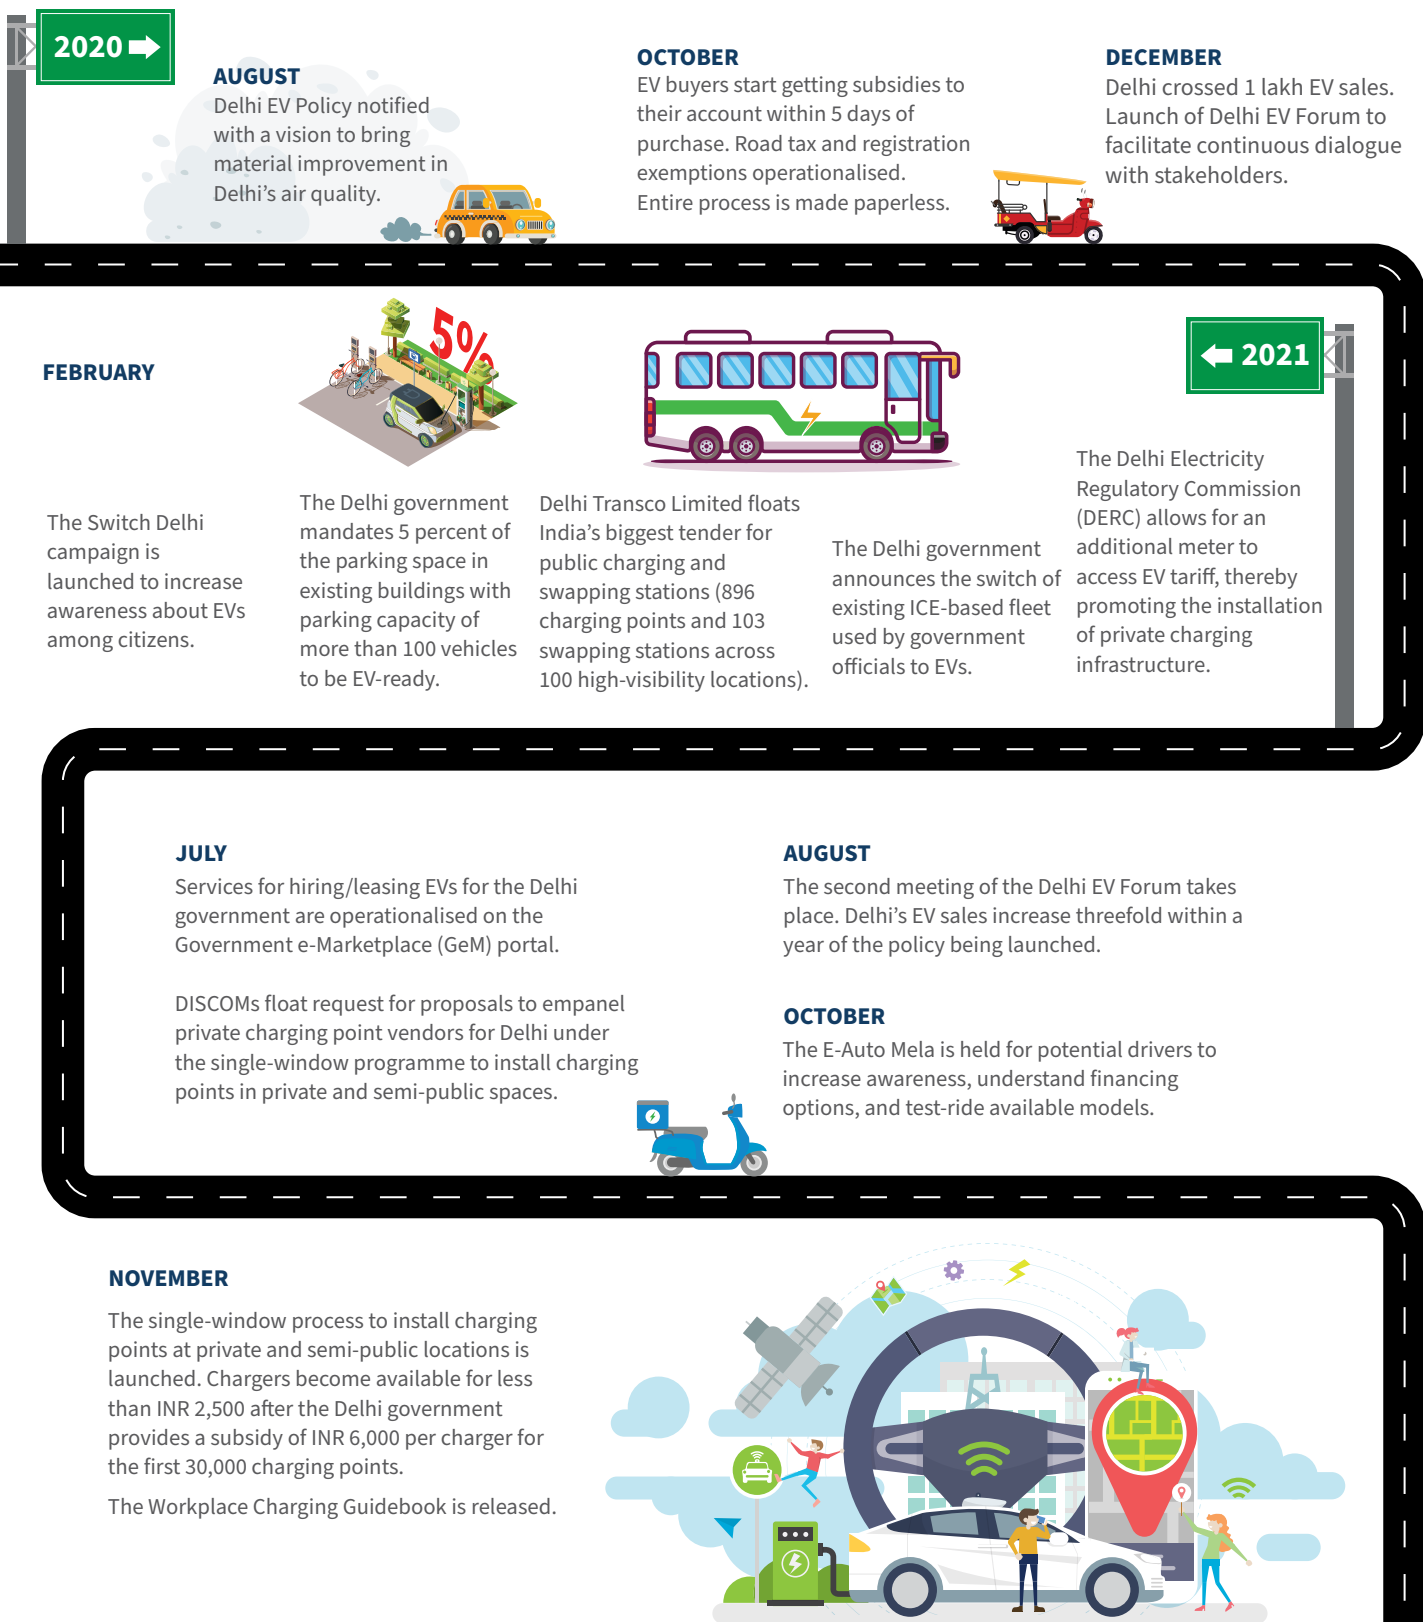 2020
AUGUST
Delhi EV Policy notified
with a vision to bring
material improvement in
Delhi’s air quality.
OCTOBER
EV buyers start getting subsidies to
their account within 5 days of
purchase. Road tax and registration
exemptions operationalised.
Entire process is made paperless.
DECEMBER
Delhi crossed 1 lakh EV sales.
Launch of Delhi EV Forum to
facilitate continuous dialogue
with stakeholders.
2021
FEBRUARY
5%
The Switch Delhi
campaign is
launched to increase
awareness about EVs
among citizens.
The Delhi government
mandates 5 percent of
the parking space in
existing buildings with
parking capacity of
more than 100 vehicles
to be EV-ready.
Delhi Transco Limited floats
India’s biggest tender for
public charging and
swapping stations (896
charging points and 103
swapping stations across
100 high-visibility locations).
The Delhi government
announces the switch of
existing ICE-based fleet
used by government
officials to EVs.
The Delhi Electricity
Regulatory Commission
(DERC) allows for an
additional meter to
access EV tariff, thereby
promoting the installation
of private charging
infrastructure.
JULY
Services for hiring/leasing EVs for the Delhi
government are operationalised on the
Government e-Marketplace (GeM) portal.
DISCOMs float request for proposals to empanel
private charging point vendors for Delhi under
the single-window programme to install charging
points in private and semi-public spaces.
AUGUST
The second meeting of the Delhi EV Forum takes
place. Delhi’s EV sales increase threefold within a
year of the policy being launched.
OCTOBER
The E-Auto Mela is held for potential drivers to
increase awareness, understand financing
options, and test-ride available models.
NOVEMBER
The single-window process to install charging
points at private and semi-public locations is
launched. Chargers become available for less
than INR 2,500 after the Delhi government
provides a subsidy of INR 6,000 per charger for
the first 30,000 charging points.
The Workplace Charging Guidebook is released.